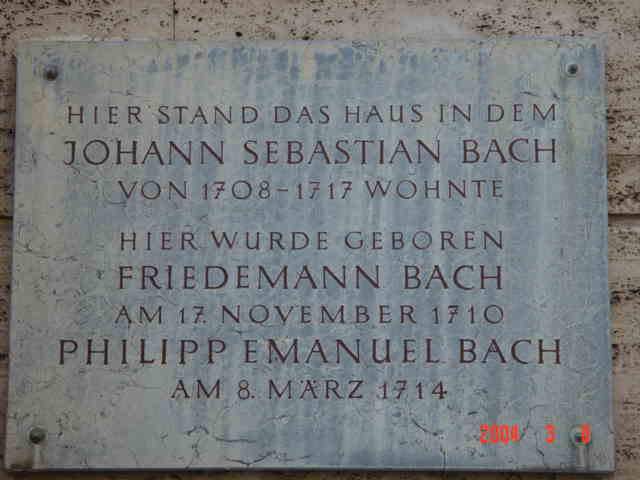 HIER STAND DAS HAUS IN DEM
JOHANN SEBASTIAN BACH
VON 1708-1717 WOHNTE
HIER WURDE GEBOREN
FRIEDEMANN BACH
AM 17. NOVEMBER 1710
PHILIPP EMANUEL BACH
AM 8. MÄRZ 1714
2004 3